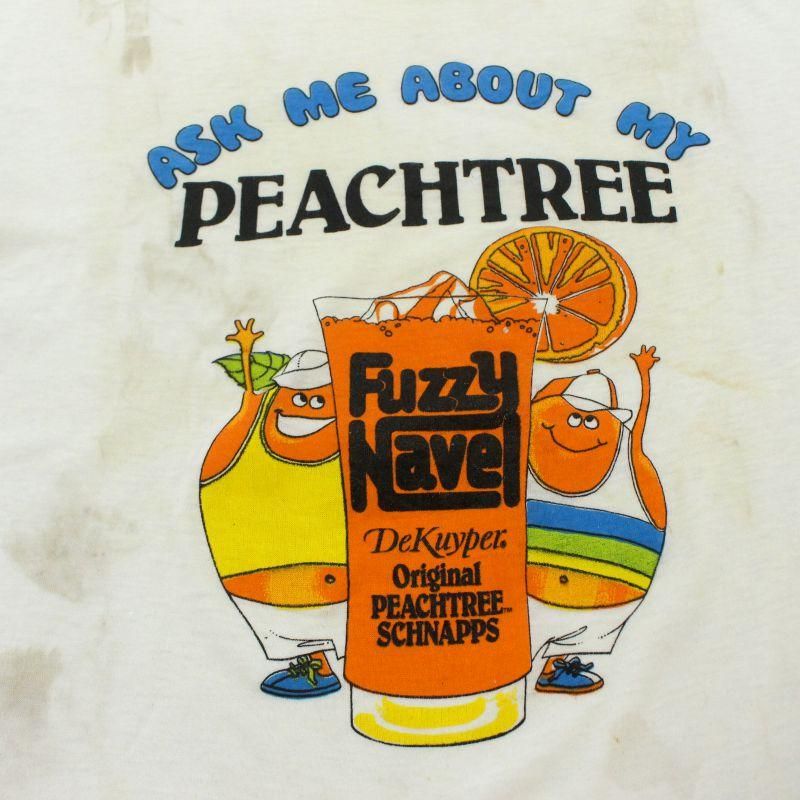 ASK ME ABOUT MY
PEACHTREE
Fuzzy
Navel
DeKuyper.
Original
PEACHTREE™
SCHNAPPS